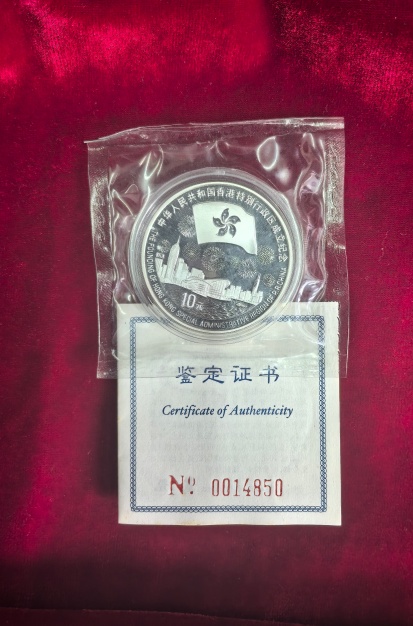 中华人民共和国香港特别行政区成立纪念
THE FOUNDING OF HONG KONG SPECIAL ADMINISTRATIVE REGION OF P.R.CHINA
10元
鉴定证书
Certificate of Authenticity
Nº 0014850